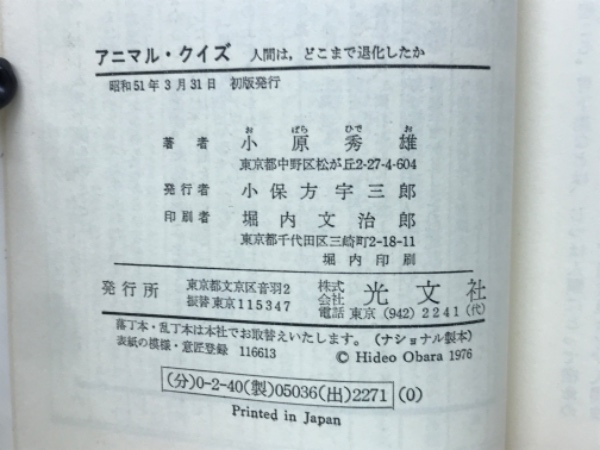 アニマル・クイズ　人間は，どこまで退化したか
昭和51年3月31日　初版発行
お　ばら　ひで　お
著者　小原秀雄
東京都中野区松が丘2-27-4-604
発行者　小保方宇三郎
印刷者　堀内文治郎
東京都千代田区三崎町2-18-11
堀内印刷
発行所　東京都文京区音羽2　振替東京115347　株式会社　光文社
電話　東京(942)2241(代)
落丁本・乱丁本は本社でお取替えいたします。(ナショナル製本)
表紙の模様・意匠登録　116613
© Hideo Obara 1976
(分)0-2-40(製)05036(出)2271 (0)
Printed in Japan